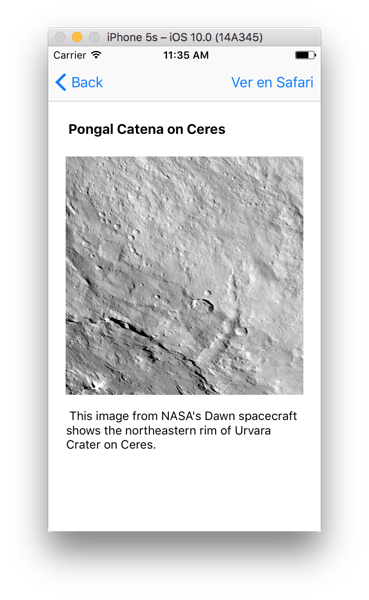 iPhone 5s – iOS 10.0 (14A345)
Carrier 11:35 AM
Back Ver en Safari
Pongal Catena on Ceres
This image from NASA's Dawn spacecraft
shows the northeastern rim of Urvara
Crater on Ceres.